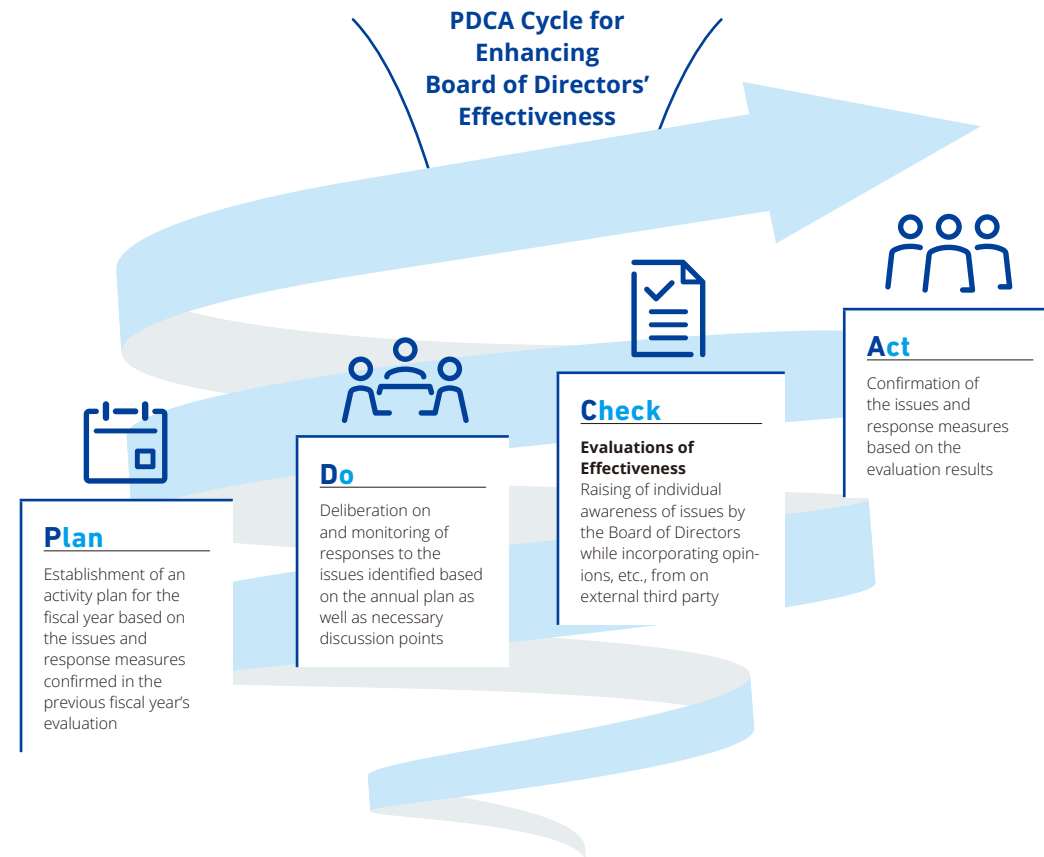 PDCA Cycle for
Enhancing
Board of Directors’
Effectiveness
Plan
Establishment of an
activity plan for the
fiscal year based on
the issues and
response measures
confirmed in the
previous fiscal year’s
evaluation
Do
Deliberation on
and monitoring of
responses to the
issues identified based
on the annual plan as
well as necessary
discussion points
Check
Evaluations of
Effectiveness
Raising of individual
awareness of issues by
the Board of Directors
while incorporating opin-
ions, etc., from on
external third party
Act
Confirmation of
the issues and
response measures
based on the
evaluation results